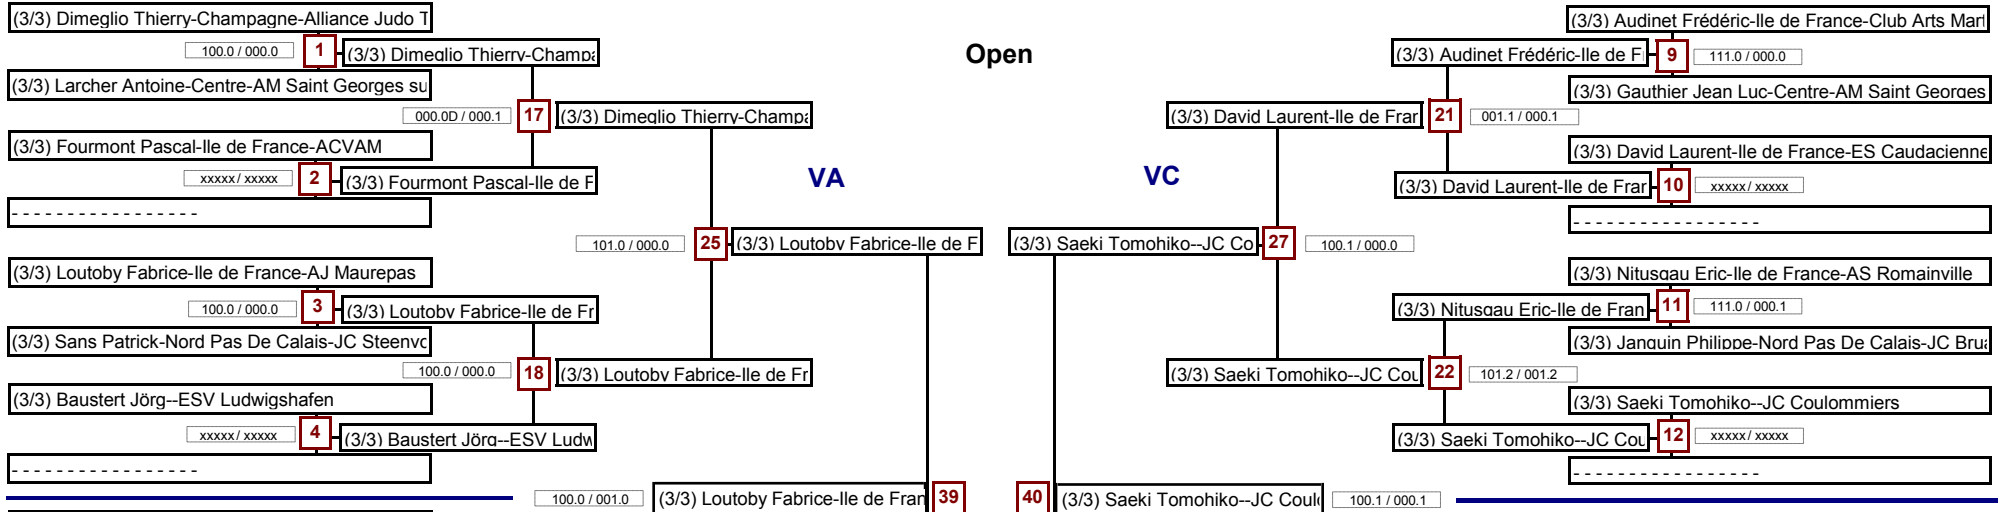 (3/3) Dimeglio Thierry-Champagne-Alliance Judo T
100.0 / 000.0
1
(3/3) Dimeglio Thierry-Champa
(3/3) Larcher Antoine-Centre-AM Saint Georges su
000.0D / 000.1
17
(3/3) Dimeglio Thierry-Champa
(3/3) Fourmont Pascal-Ile de France-ACVAM
xxxxx / xxxxx
2
(3/3) Fourmont Pascal-Ile de F
- - - - - - - - - - - - - - - - -
VA
101.0 / 000.0
25
(3/3) Loutoby Fabrice-Ile de F
(3/3) Loutoby Fabrice-Ile de France-AJ Maurepas
100.0 / 000.0
3
(3/3) Loutoby Fabrice-Ile de Fr
(3/3) Sans Patrick-Nord Pas De Calais-JC Steenvo
100.0 / 000.0
18
(3/3) Loutoby Fabrice-Ile de Fr
(3/3) Baustert Jörg--ESV Ludwigshafen
xxxxx / xxxxx
4
(3/3) Baustert Jörg--ESV Ludw
- - - - - - - - - - - - - - - - -
100.0 / 001.0
(3/3) Loutoby Fabrice-Ile de Fran
39
Open
(3/3) Audinet Frédéric-Ile de France-Club Arts Mart
(3/3) Audinet Frédéric-Ile de F
9
111.0 / 000.0
(3/3) Gauthier Jean Luc-Centre-AM Saint Georges
(3/3) David Laurent-Ile de Fran
21
001.1 / 000.1
(3/3) David Laurent-Ile de France-ES Caudacienne
(3/3) David Laurent-Ile de Fran
10
xxxxx / xxxxx
- - - - - - - - - - - - - - - - -
VC
(3/3) Saeki Tomohiko--JC Co
27
100.1 / 000.0
(3/3) Nitusgau Eric-Ile de France-AS Romainville
(3/3) Nitusgau Eric-Ile de Fran
11
111.0 / 000.1
(3/3) Janquin Philippe-Nord Pas De Calais-JC Brua
(3/3) Saeki Tomohiko--JC Cou
22
101.2 / 001.2
(3/3) Saeki Tomohiko--JC Coulommiers
(3/3) Saeki Tomohiko--JC Cou
12
xxxxx / xxxxx
- - - - - - - - - - - - - - - - -
40
(3/3) Saeki Tomohiko--JC Coulo
100.1 / 000.1